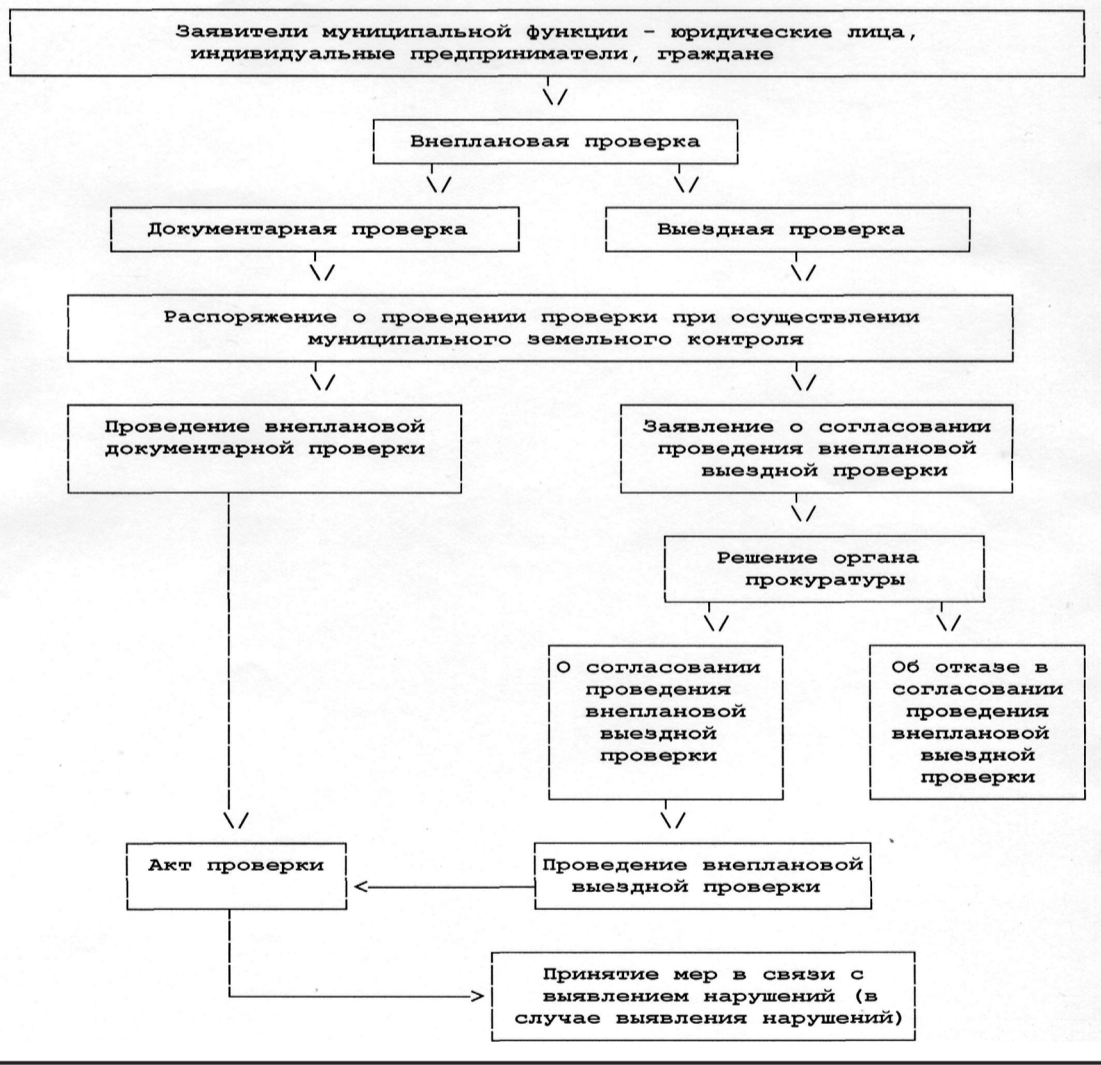 Заявители муниципальной функции - юридические лица,
индивидуальные предприниматели, граждане
Внеплановая проверка
Документарная проверка
Выездная проверка
Распоряжение о проведении проверки при осуществлении
муниципального земельного контроля
Проведение внеплановой
документарной проверки
Заявление о согласовании
проведения внеплановой
выездной проверки
Решение органа
прокуратуры
О согласовании
проведения
внеплановой
выездной
проверки
Об отказе в
согласовании
проведения
внеплановой
выездной
проверки
Акт проверки
Проведение внеплановой
выездной проверки
Принятие мер в связи с
выявлением нарушений (в
случае выявления нарушений)